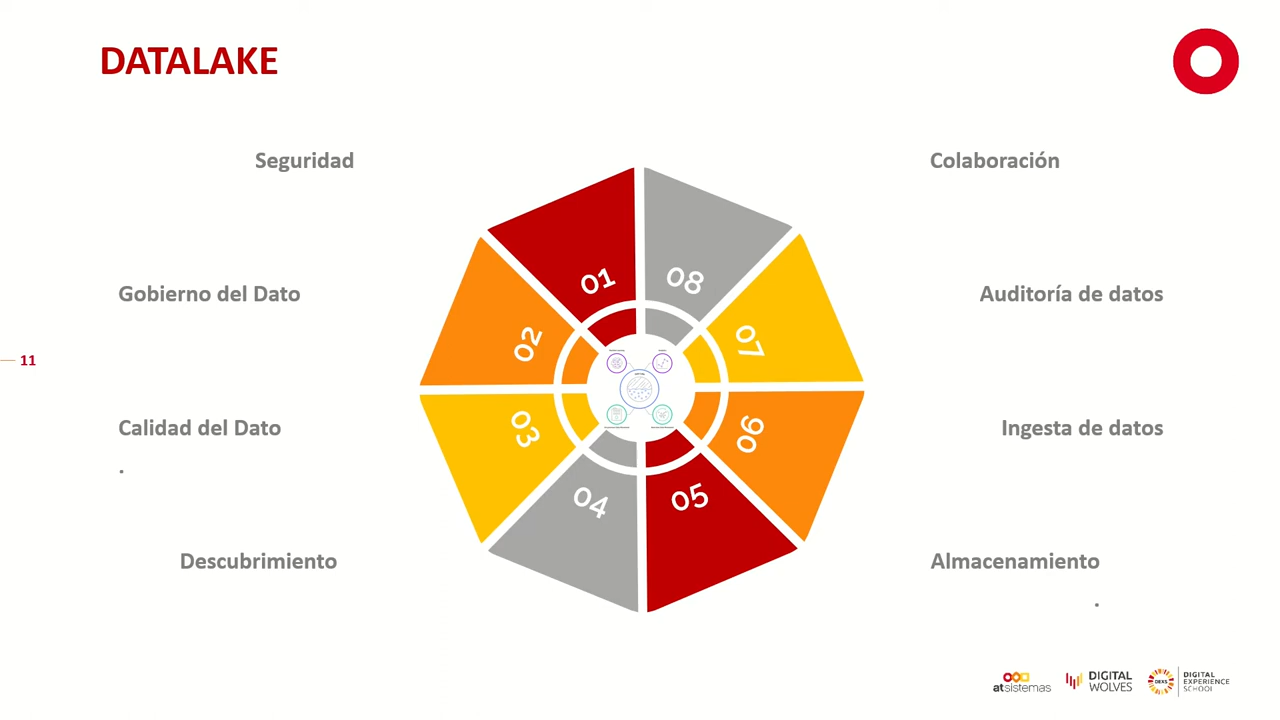 DATALAKE
Seguridad
Colaboración
Gobierno del Dato
Auditoría de datos
11
Calidad del Dato
.
Ingesta de datos
Descubrimiento
Almacenamiento
.
01
08
02
07
03
06
04
05
atsistemas
DIGITAL
WOLVES
DEXS
DIGITAL
EXPERIENCE
SCHOOL